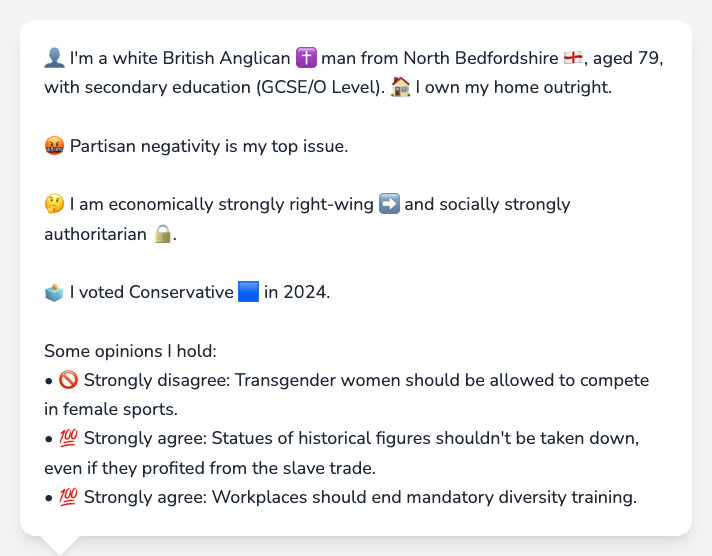 👤 I'm a white British Anglican ✝️ man from North Bedfordshire 🏴󠁧󠁢󠁥󠁮󠁧󠁿, aged 79,
with secondary education (GCSE/O Level). 🏠 I own my home outright.
🤬 Partisan negativity is my top issue.
🤔 I am economically strongly right-wing ➡️ and socially strongly
authoritarian 🔒.
🗳️ I voted Conservative 🟦 in 2024.
Some opinions I hold:
• 🚫 Strongly disagree: Transgender women should be allowed to compete
in female sports.
• 💯 Strongly agree: Statues of historical figures shouldn't be taken down,
even if they profited from the slave trade.
• 💯 Strongly agree: Workplaces should end mandatory diversity training.